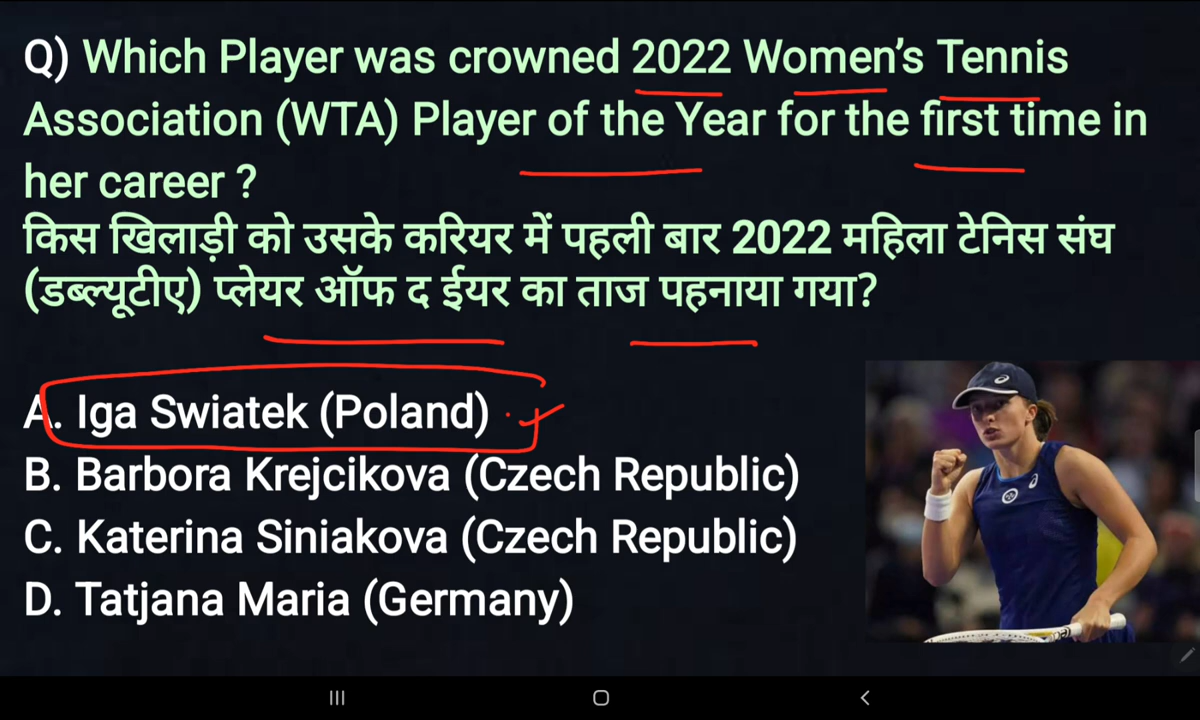 Q) Which Player was crowned 2022 Women's Tennis
Association (WTA) Player of the Year for the first time in
her career ?
किस खिलाड़ी को उसके करियर में पहली बार 2022 महिला टेनिस संघ
(डब्ल्यूटीए) प्लेयर ऑफ द ईयर का ताज पहनाया गया?
A. Iga Swiatek (Poland)
B. Barbora Krejcikova (Czech Republic)
C. Katerina Siniakova (Czech Republic)
D. Tatjana Maria (Germany)